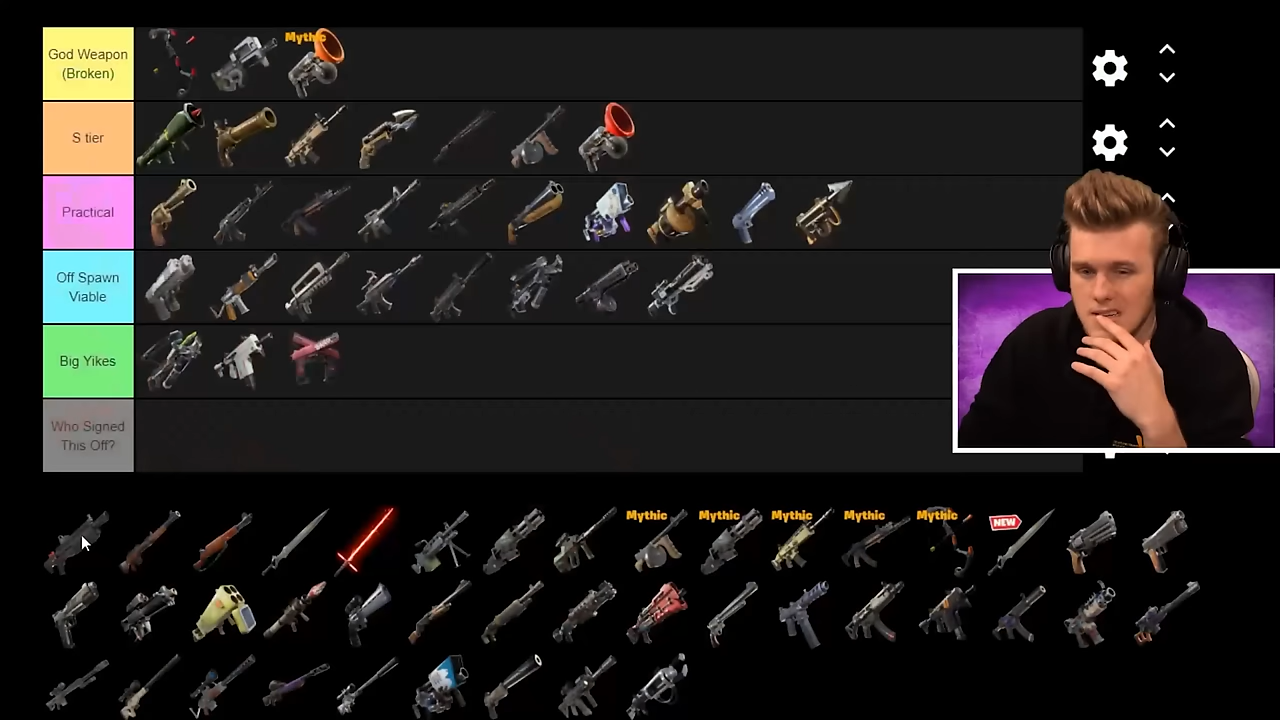 God Weapon
(Broken)
Mythic
S tier
Practical
Off Spawn
Viable
Big Yikes
Who Signed
This Off?
Mythic
Mythic
Mythic
Mythic
Mythic
NEW